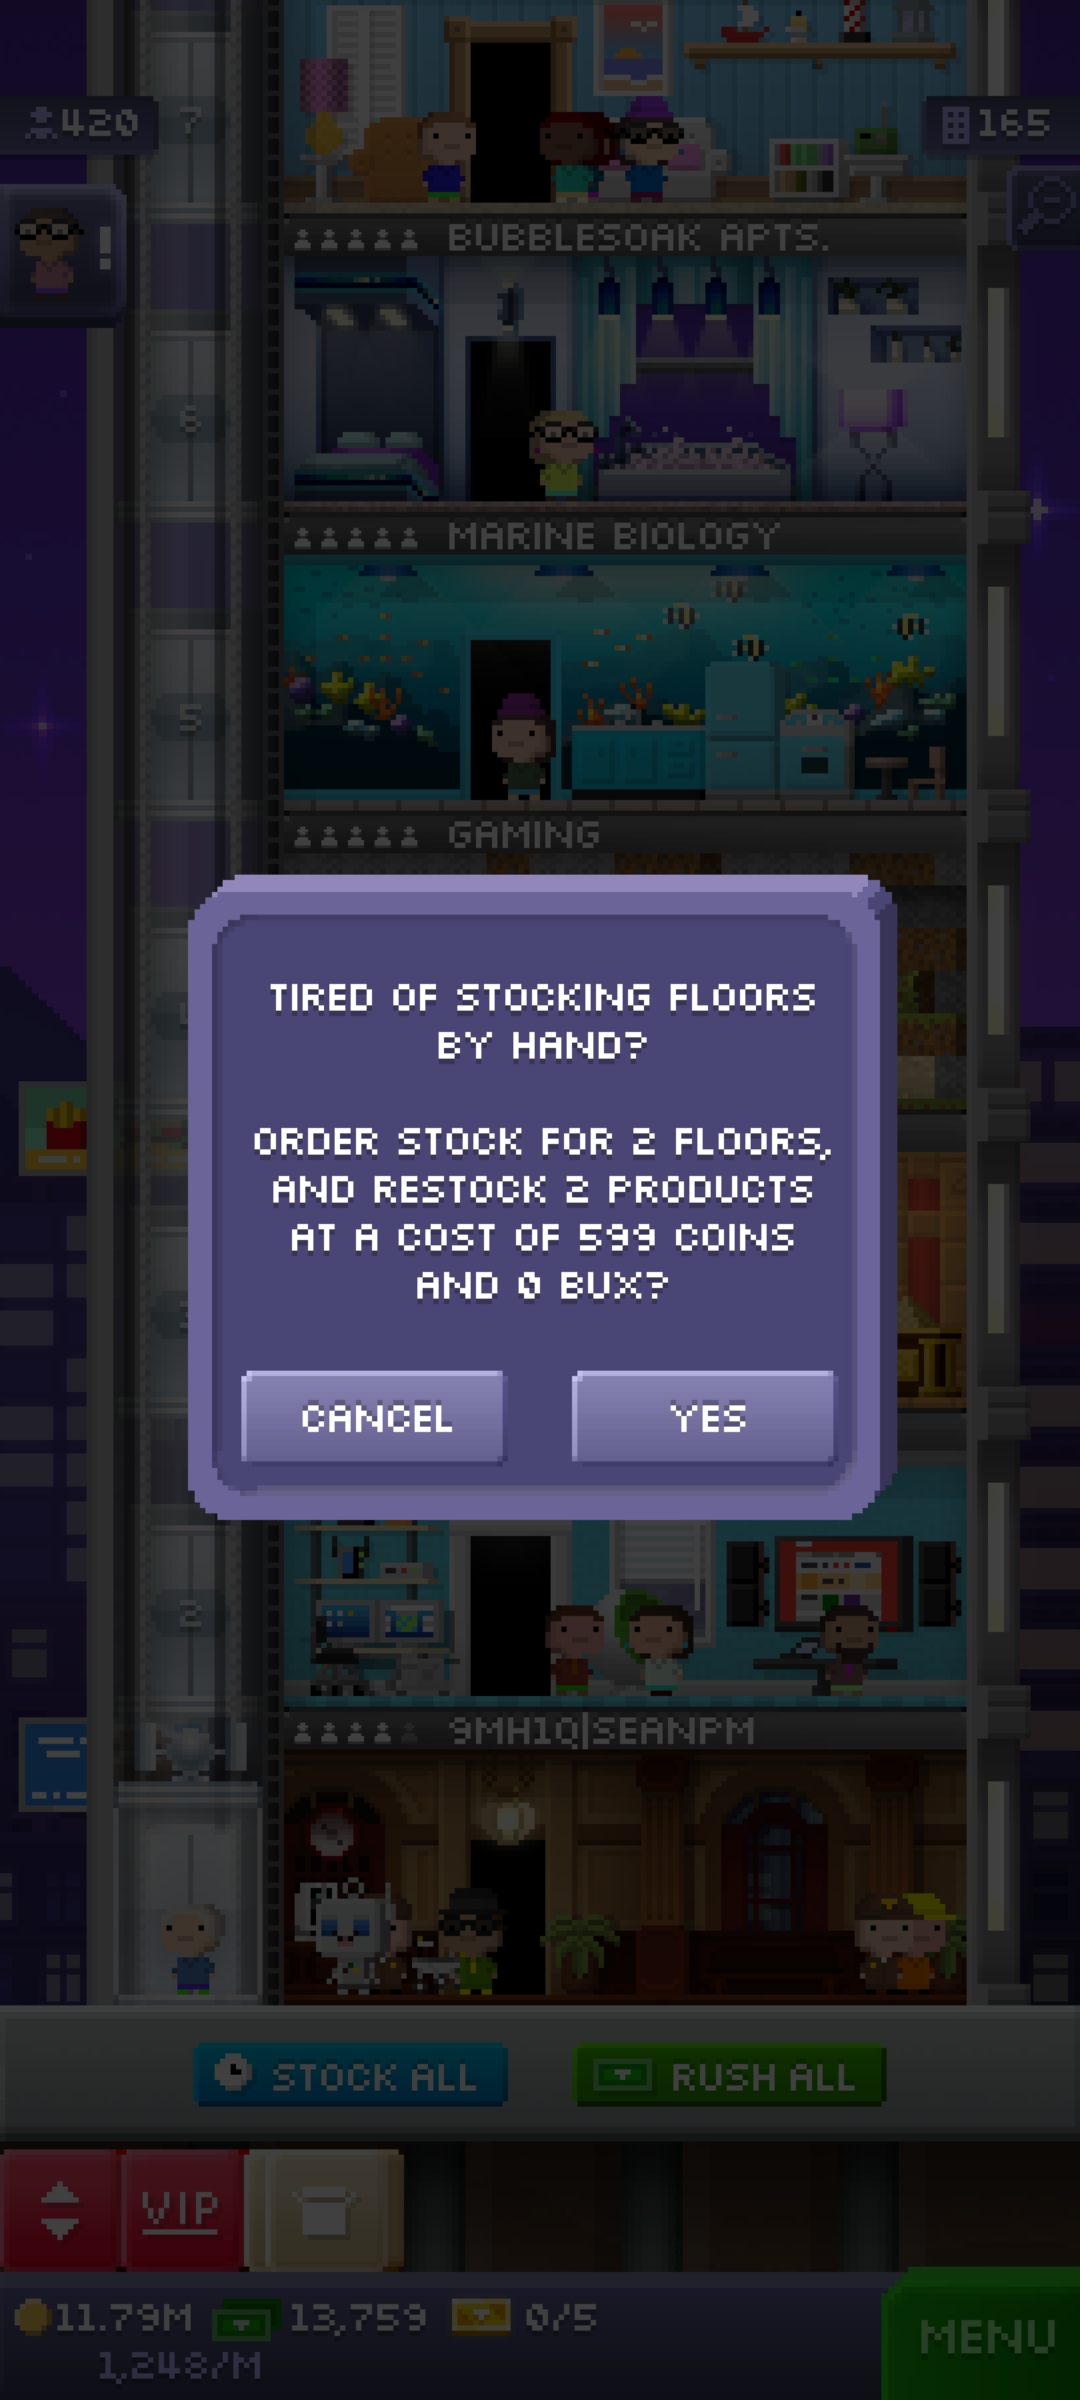 420
7
165
!
BUBBLESOAK APTS.
6
MARINE BIOLOGY
5
GAMING
TIRED OF STOCKING FLOORS
BY HAND?
ORDER STOCK FOR 2 FLOORS,
AND RESTOCK 2 PRODUCTS
AT A COST OF 599 COINS
AND 0 BUX?
CANCEL
YES
2
9MH1Q|SEANPM
STOCK ALL
RUSH ALL
VIP
11.79M
13,759
0/5
1,248/M
MENU